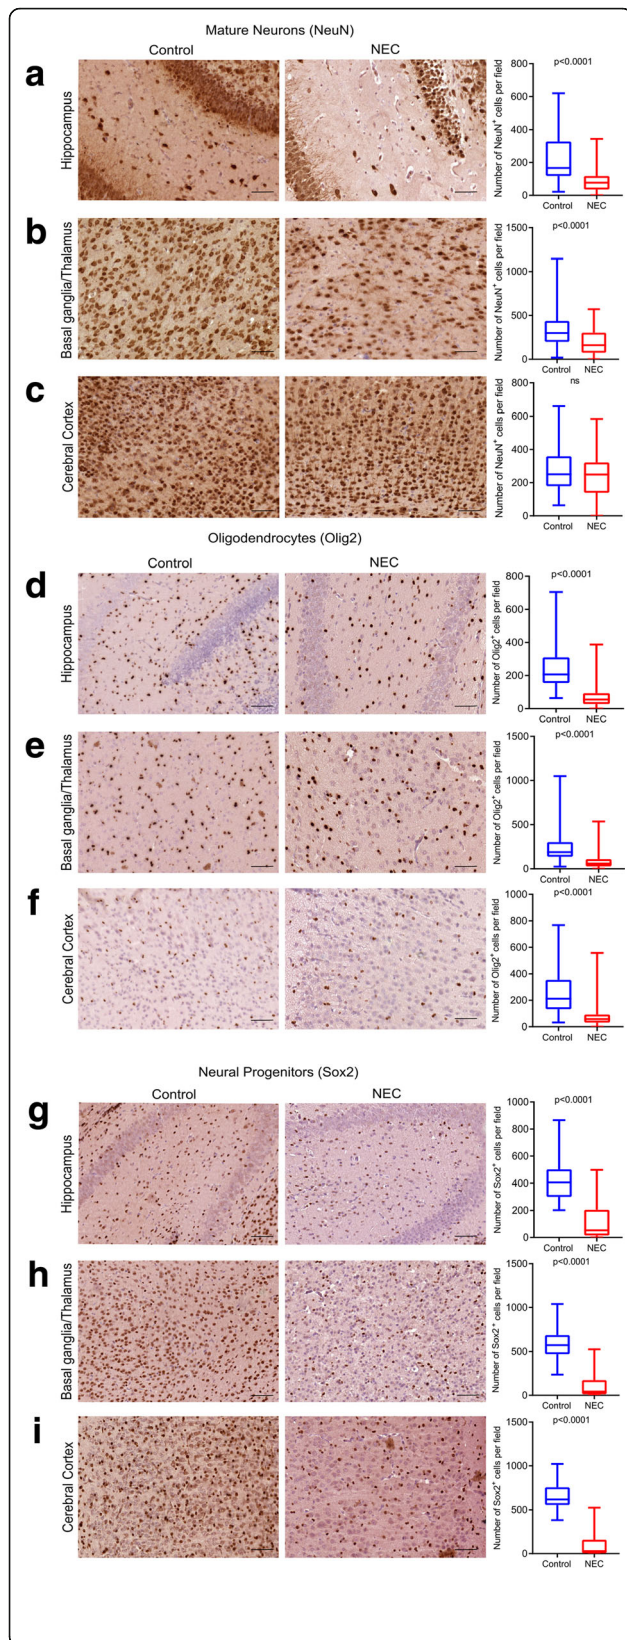 Mature Neurons (NeuN)
Control
NEC
a
Hippocampus
Number of NeuN+ cells per field
p<0.0001
800
600
400
200
0
Control NEC
b
Basal ganglia/Thalamus
Number of NeuN+ cells per field
p<0.0001
1500
1000
500
0
Control NEC
c
Cerebral Cortex
Number of NeuN+ cells per field
ns
800
600
400
200
0
Control NEC
Oligodendrocytes (Olig2)
Control
NEC
d
Hippocampus
Number of Olig2+ cells per field
p<0.0001
800
600
400
200
0
Control NEC
e
Basal ganglia/Thalamus
Number of Olig2+ cells per field
p<0.0001
1500
1000
500
0
Control NEC
f
Cerebral Cortex
Number of Olig2+ cells per field
p<0.0001
1000
800
600
400
200
0
Control NEC
Neural Progenitors (Sox2)
Control
NEC
g
Hippocampus
Number of Sox2+ cells per field
p<0.0001
1000
800
600
400
200
0
Control NEC
h
Basal ganglia/Thalamus
Number of Sox2+ cells per field
p<0.0001
1500
1000
500
0
Control NEC
i
Cerebral Cortex
Number of Sox2+ cells per field
p<0.0001
1500
1000
500
0
Control NEC